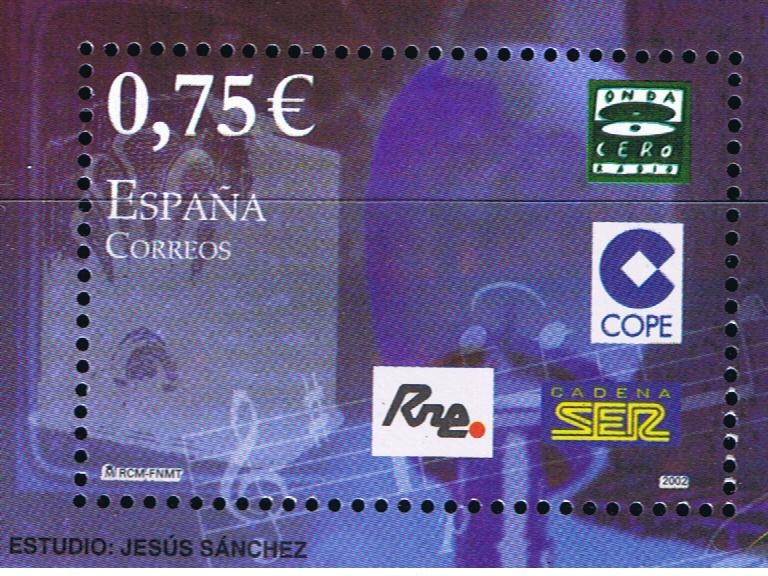 0,75€
ESPAÑA
CORREOS
ONDA
CERO
RADIO
COPE
Rne.
CADENA
SER
RCM-FNMT
2002
ESTUDIO: JESÚS SÁNCHEZ